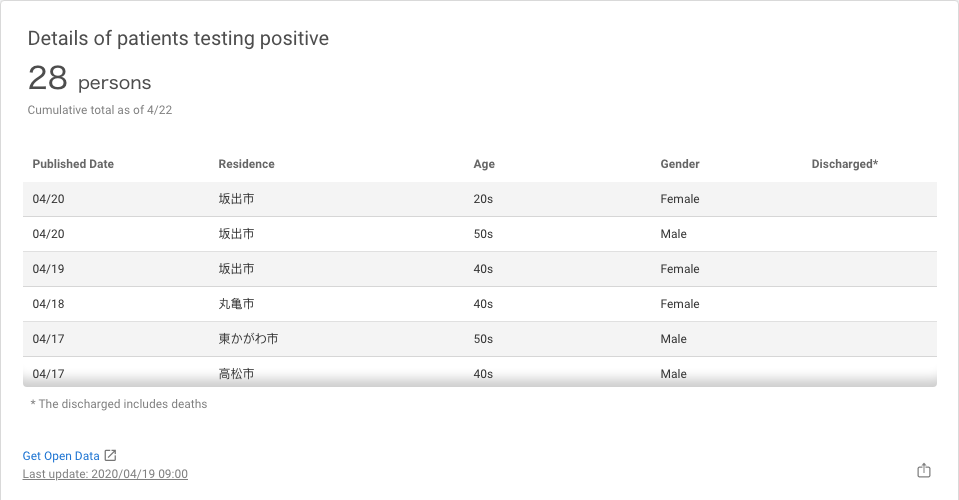 Details of patients testing positive
28 persons
Cumulative total as of 4/22
Published Date Residence Age Gender Discharged*
04/20 坂出市 20s Female
04/20 坂出市 50s Male
04/19 坂出市 40s Female
04/18 丸亀市 40s Female
04/17 東かがわ市 50s Male
04/17 高松市 40s Male
* The discharged includes deaths
Get Open Data
Last update: 2020/04/19 09:00